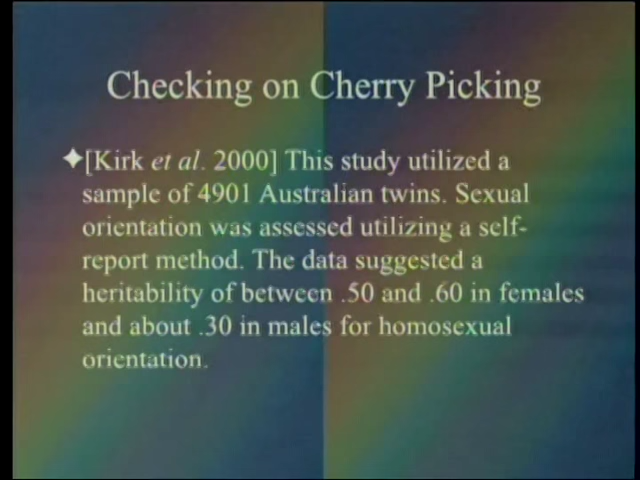 Checking on Cherry Picking
[Kirk et al. 2000] This study utilized a
sample of 4901 Australian twins. Sexual
orientation was assessed utilizing a self-
report method. The data suggested a
heritability of between .50 and .60 in females
and about .30 in males for homosexual
orientation.